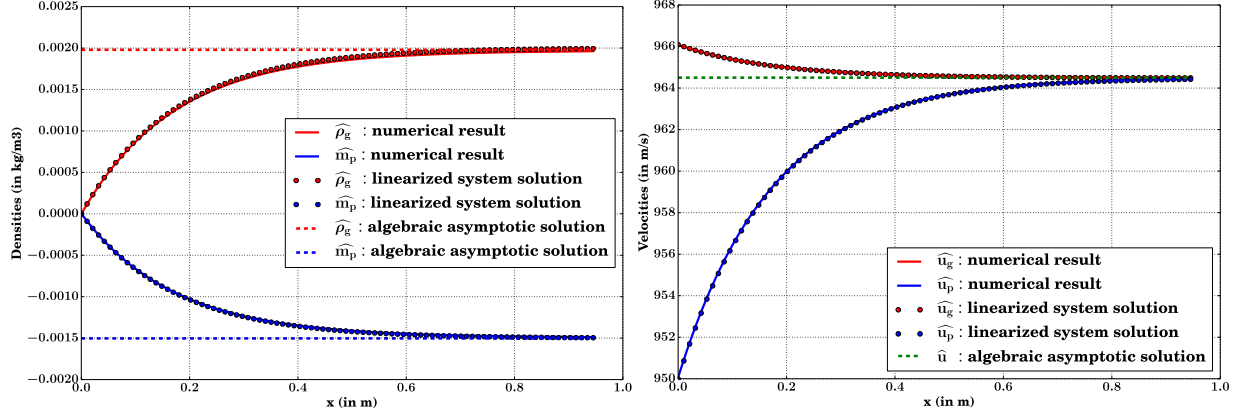 0.0025
0.0020
0.0015
0.0010
0.0005
0.0000
−0.0005
−0.0010
−0.0015
−0.0020
Densities (in kg/m3)
0.0
0.2
0.4
0.6
0.8
1.0
x (in m)
ρ̂g : numerical result
m̂p : numerical result
ρ̂g : linearized system solution
m̂p : linearized system solution
ρ̂g : algebraic asymptotic solution
m̂p : algebraic asymptotic solution
968
966
964
962
960
958
956
954
952
950
Velocities (in m/s)
0.0
0.2
0.4
0.6
0.8
1.0
x (in m)
ûg : numerical result
ûp : numerical result
ûg : linearized system solution
ûp : linearized system solution
û : algebraic asymptotic solution